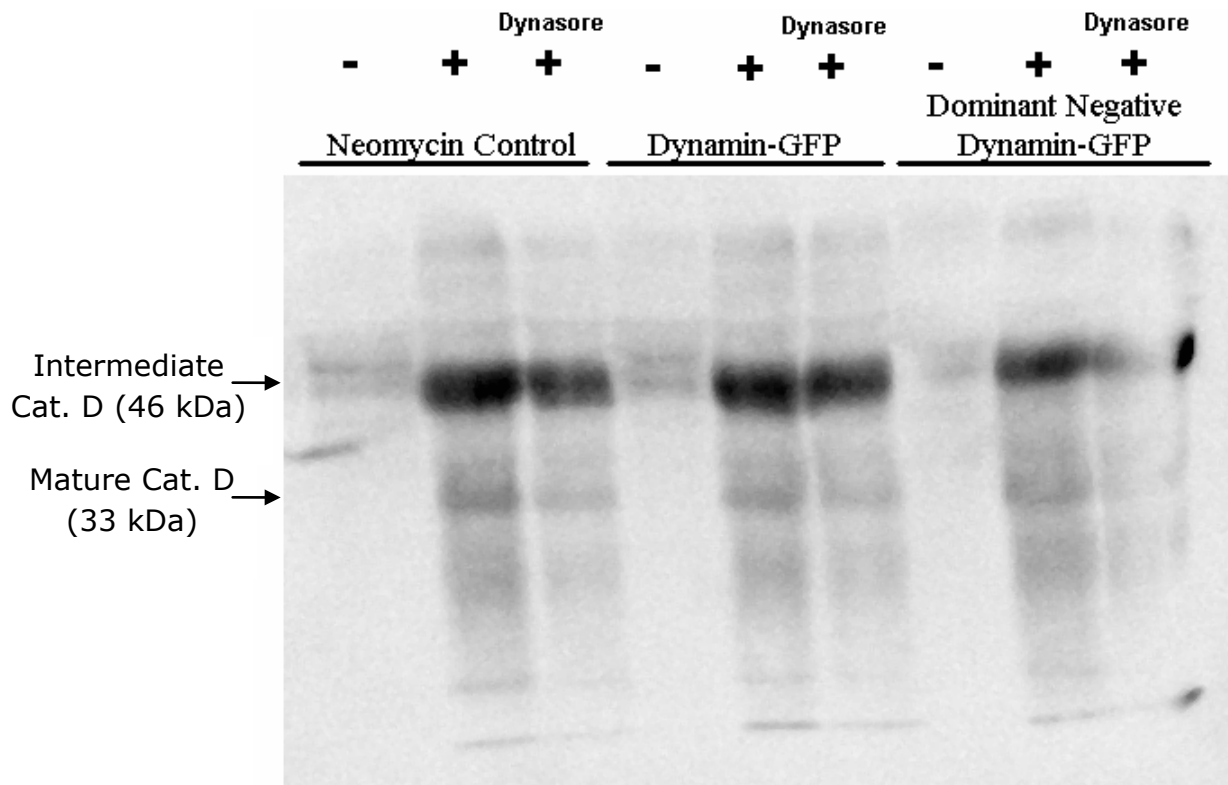 Dynasore Dynasore Dynasore
- + + - + + - + +
Dominant Negative
Neomycin Control Dynamin-GFP Dynamin-GFP
Intermediate
Cat. D (46 kDa)
Mature Cat. D
(33 kDa)